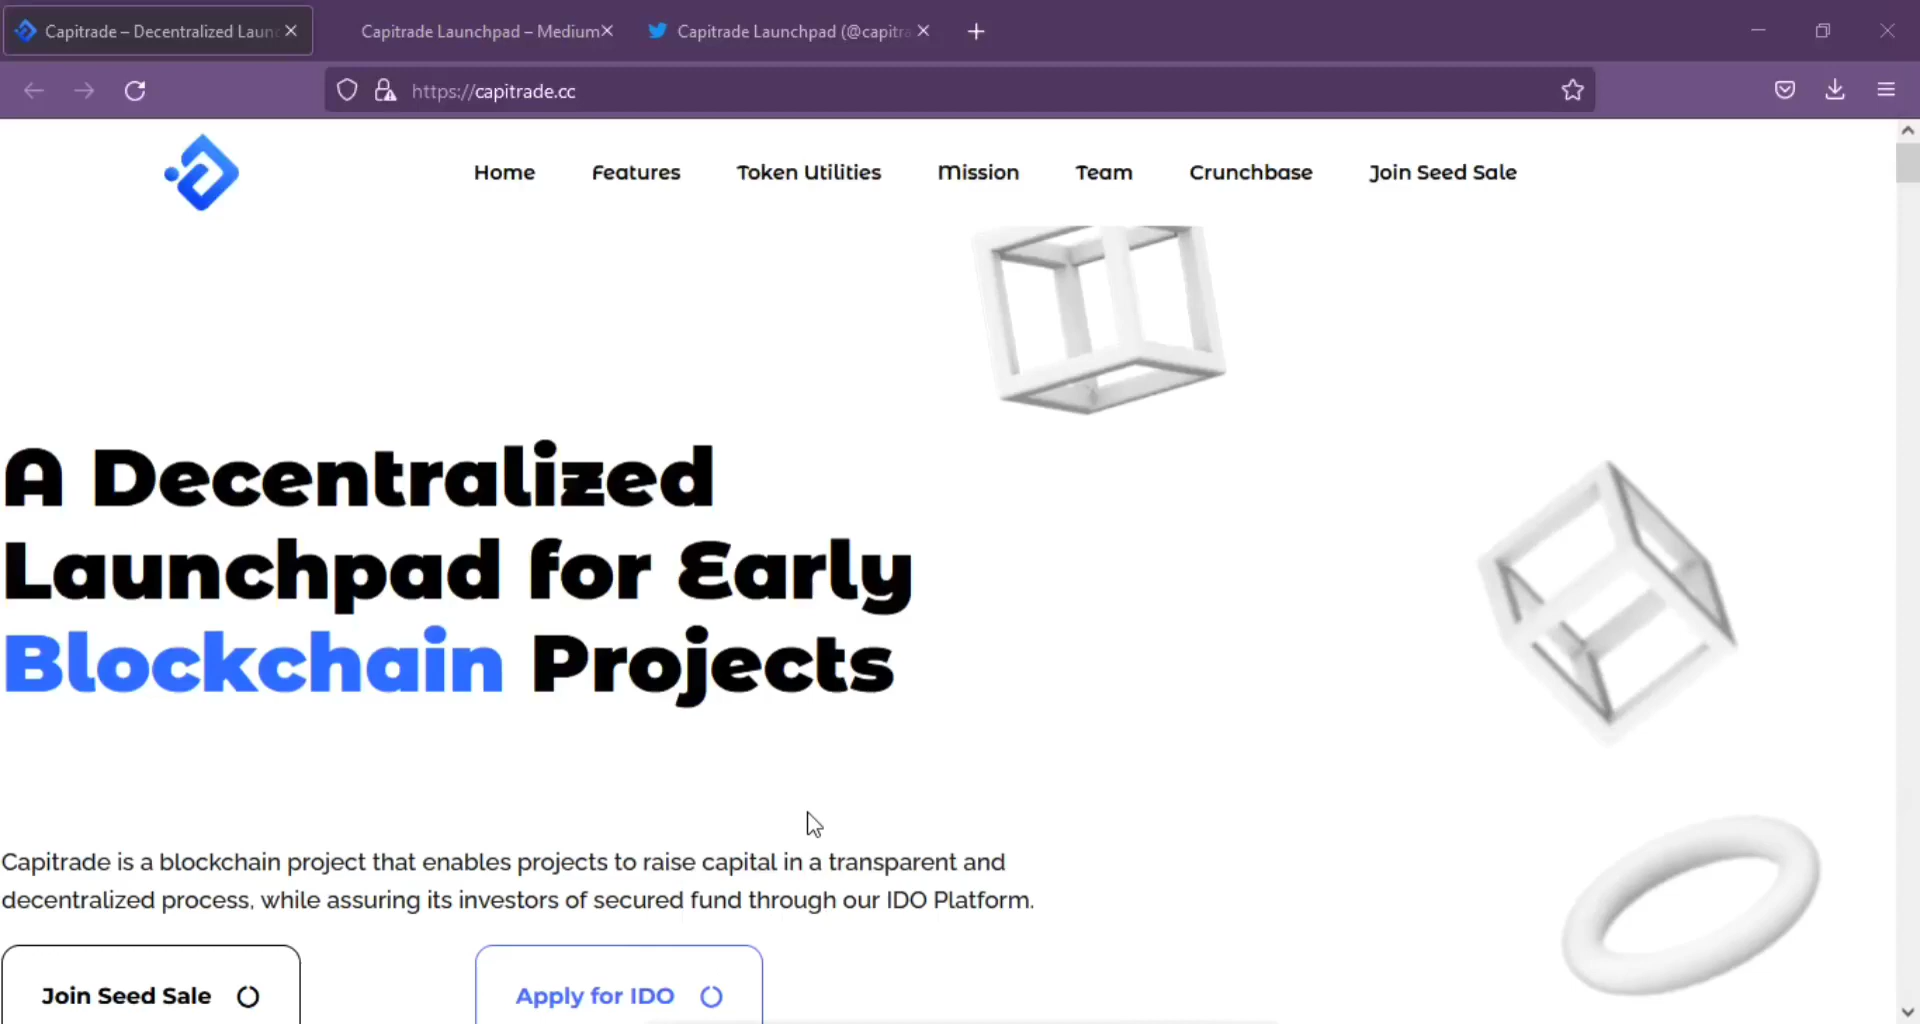 Capitrade – Decentralized Laun
Capitrade Launchpad – Medium
Capitrade Launchpad (@capitra
https://capitrade.cc
Home
Features
Token Utilities
Mission
Team
Crunchbase
Join Seed Sale
A Decentralized
Launchpad for Early
Blockchain Projects
Capitrade is a blockchain project that enables projects to raise capital in a transparent and
decentralized process, while assuring its investors of secured fund through our IDO Platform.
Join Seed Sale
Apply for IDO